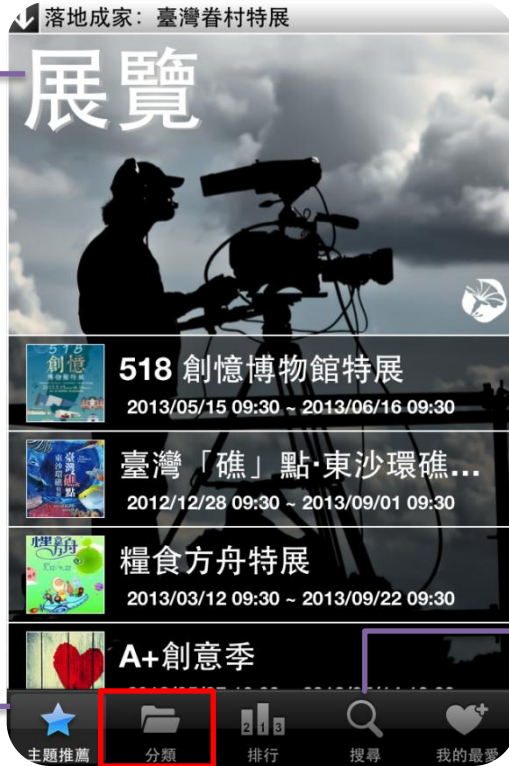 落地成家：臺灣眷村特展
展覽
518 創憶博物館特展
2013/05/15 09:30 ~ 2013/06/16 09:30
臺灣「礁」點·東沙環礁...
2012/12/28 09:30 ~ 2013/09/01 09:30
糧食方舟特展
2013/03/12 09:30 ~ 2013/09/22 09:30
A+創意季
主題推薦 分類 排行 搜尋 我的最愛